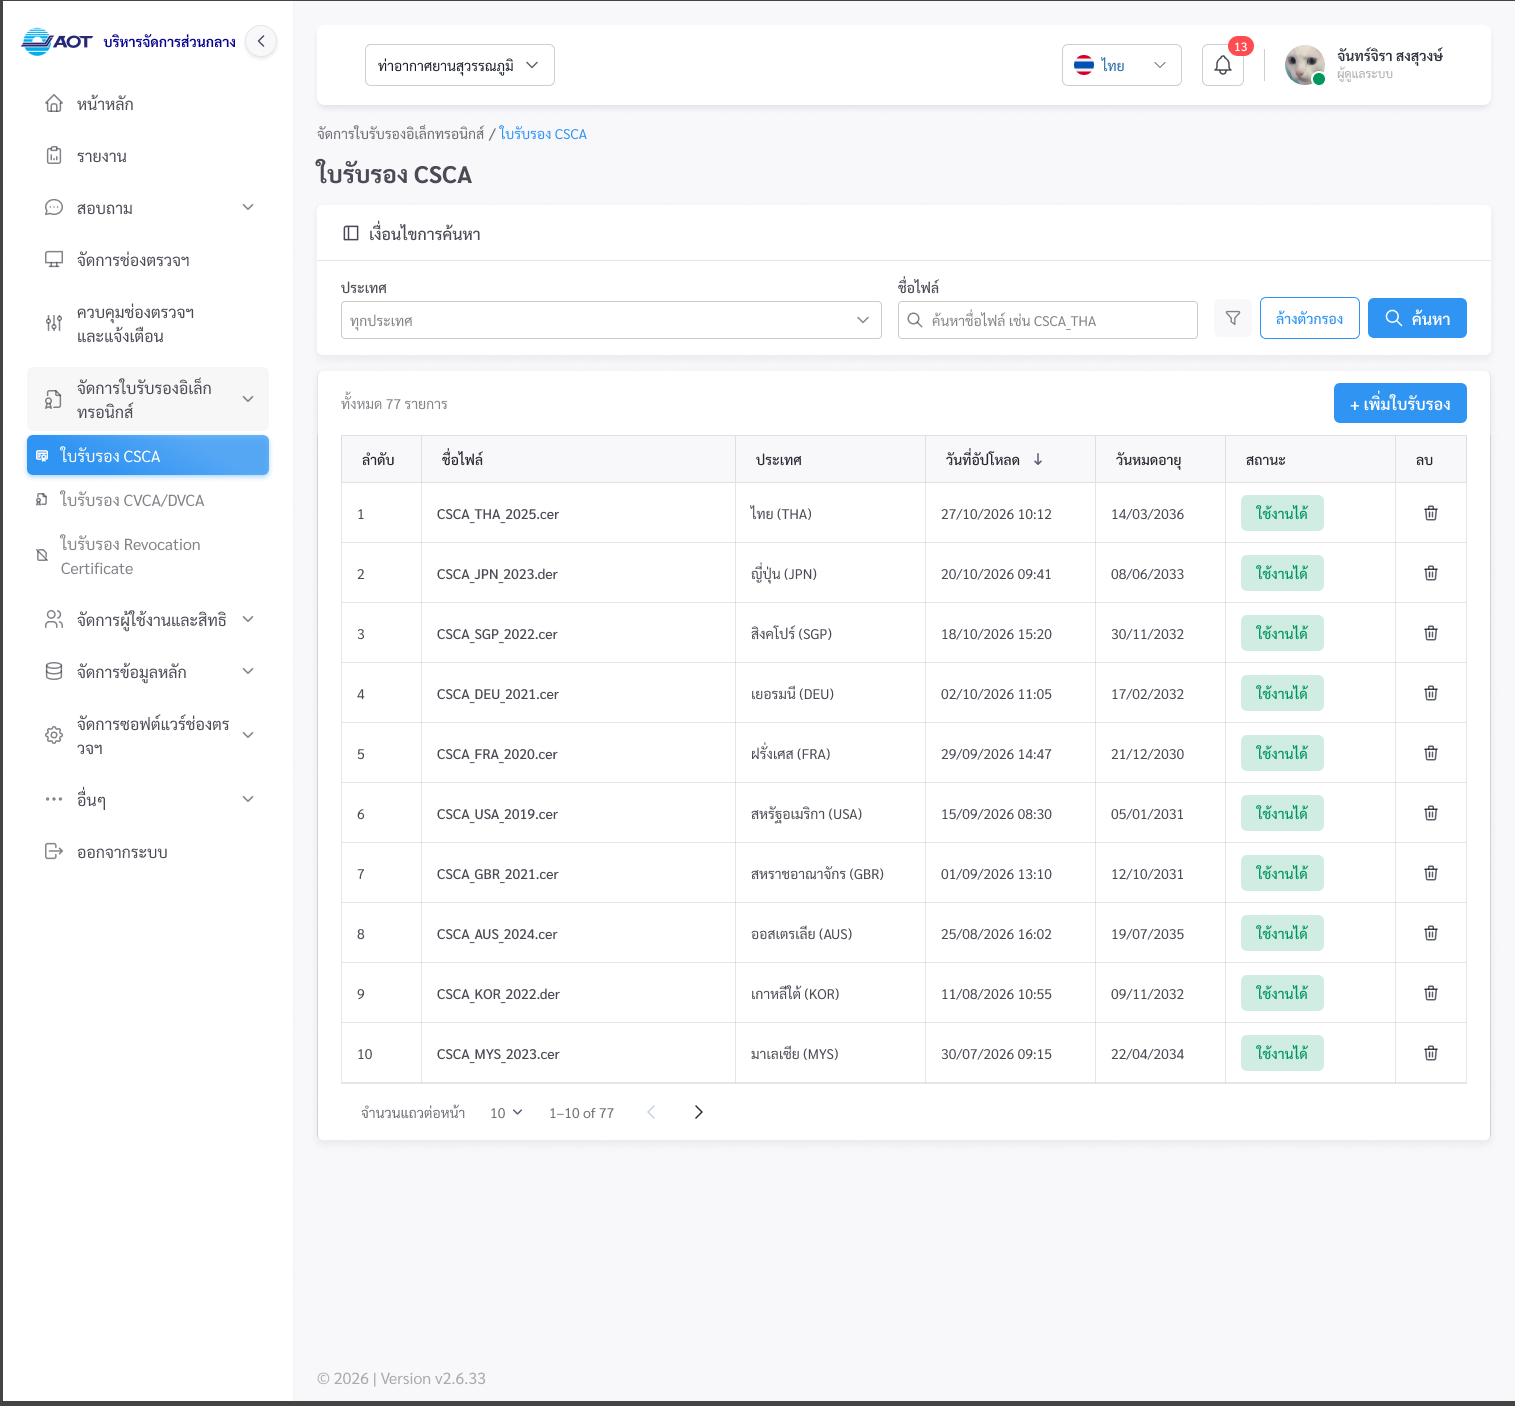 AOT บริหารจัดการส่วนกลาง
หน้าหลัก
รายงาน
สอบถาม
จัดการช่องตรวจฯ
ควบคุมช่องตรวจฯ
และแจ้งเตือน
จัดการใบรับรองอิเล็ก
ทรอนิกส์
ใบรับรอง CSCA
ใบรับรอง CVCA/DVCA
ใบรับรอง Revocation
Certificate
จัดการผู้ใช้งานและสิทธิ
จัดการข้อมูลหลัก
จัดการซอฟต์แวร์ช่องตร
วจฯ
อื่นๆ
ออกจากระบบ
ท่าอากาศยานสุวรรณภูมิ
ไทย
13
จันทร์จิรา สงสุวงษ์
ผู้ดูแลระบบ
จัดการใบรับรองอิเล็กทรอนิกส์ / ใบรับรอง CSCA
ใบรับรอง CSCA
เงื่อนไขการค้นหา
ประเทศ
ทุกประเทศ
ชื่อไฟล์
ค้นหาชื่อไฟล์ เช่น CSCA_THA
ล้างตัวกรอง
ค้นหา
ทั้งหมด 77 รายการ
+ เพิ่มใบรับรอง
ลำดับ ชื่อไฟล์ ประเทศ วันที่อัปโหลด วันหมดอายุ สถานะ ลบ
1 CSCA_THA_2025.cer ไทย (THA) 27/10/2026 10:12 14/03/2036 ใช้งานได้
2 CSCA_JPN_2023.der ญี่ปุ่น (JPN) 20/10/2026 09:41 08/06/2033 ใช้งานได้
3 CSCA_SGP_2022.cer สิงคโปร์ (SGP) 18/10/2026 15:20 30/11/2032 ใช้งานได้
4 CSCA_DEU_2021.cer เยอรมนี (DEU) 02/10/2026 11:05 17/02/2032 ใช้งานได้
5 CSCA_FRA_2020.cer ฝรั่งเศส (FRA) 29/09/2026 14:47 21/12/2030 ใช้งานได้
6 CSCA_USA_2019.cer สหรัฐอเมริกา (USA) 15/09/2026 08:30 05/01/2031 ใช้งานได้
7 CSCA_GBR_2021.cer สหราชอาณาจักร (GBR) 01/09/2026 13:10 12/10/2031 ใช้งานได้
8 CSCA_AUS_2024.cer ออสเตรเลีย (AUS) 25/08/2026 16:02 19/07/2035 ใช้งานได้
9 CSCA_KOR_2022.der เกาหลีใต้ (KOR) 11/08/2026 10:55 09/11/2032 ใช้งานได้
10 CSCA_MYS_2023.cer มาเลเซีย (MYS) 30/07/2026 09:15 22/04/2034 ใช้งานได้
จำนวนแถวต่อหน้า 10 1–10 of 77
© 2026 | Version v2.6.33